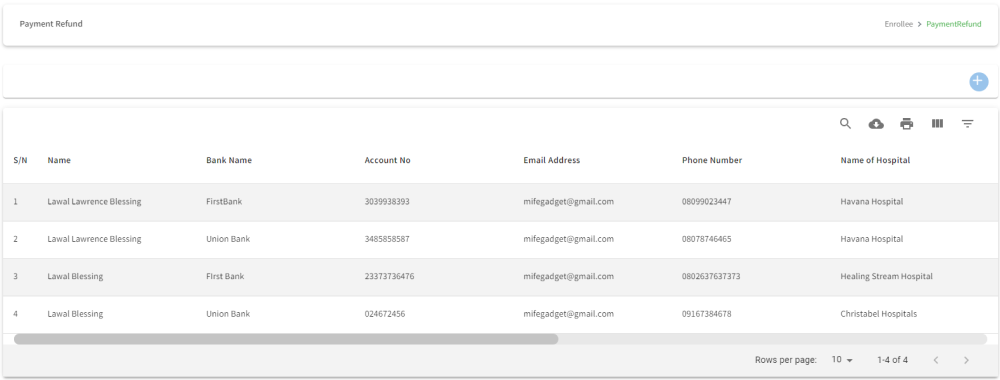 Payment Refund
Enrollee > PaymentRefund
S/N Name Bank Name Account No Email Address Phone Number Name of Hospital
1 Lawal Lawrence Blessing FirstBank 3039938393 mifegadget@gmail.com 08099023447 Havana Hospital
2 Lawal Lawrence Blessing Union Bank 3485858587 mifegadget@gmail.com 08078746465 Havana Hospital
3 Lawal Blessing FIrst Bank 23373736476 mifegadget@gmail.com 0802637637373 Healing Stream Hospital
4 Lawal Blessing Union Bank 024672456 mifegadget@gmail.com 09167384678 Christabel Hospitals
Rows per page: 10 1-4 of 4